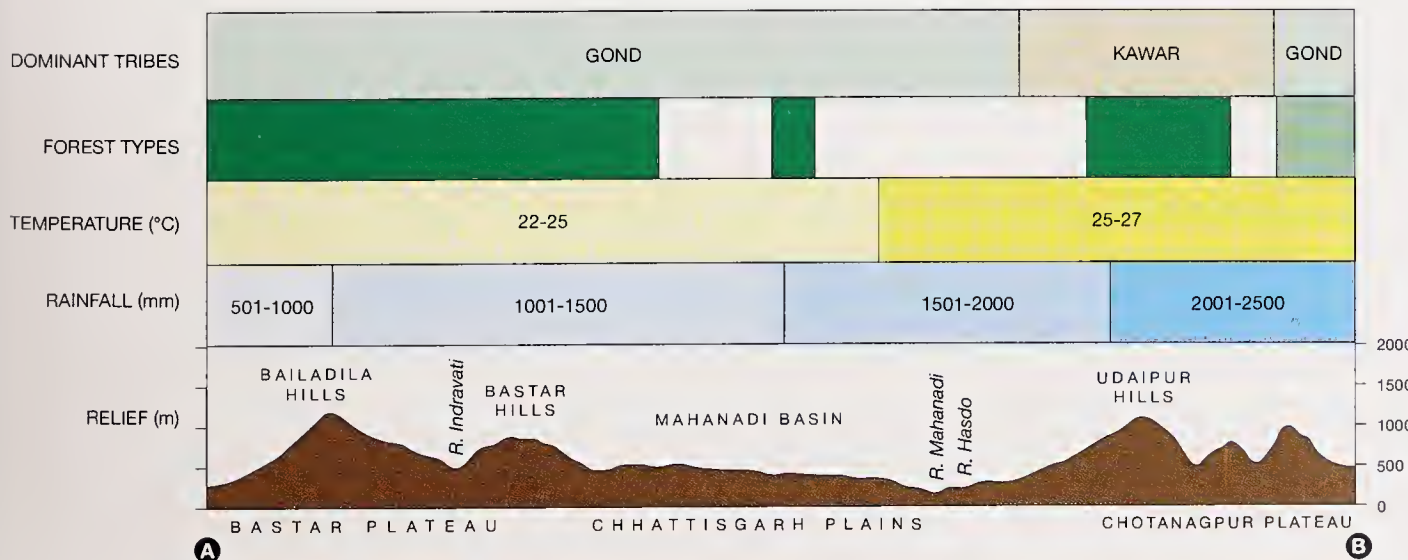 DOMINANT TRIBES
GOND
KAWAR
GOND
FOREST TYPES
TEMPERATURE (°C)
22-25
25-27
RAINFALL (mm)
501-1000
1001-1500
1501-2000
2001-2500
RELIEF (m)
BAILADILA
HILLS
R. Indravati
BASTAR
HILLS
MAHANADI BASIN
R. Mahanadi
R. Hasdo
UDAIPUR
HILLS
2000
1500
1000
500
0
BASTAR PLATEAU
CHHATTISGARH PLAINS
CHOTANAGPUR PLATEAU
A
B